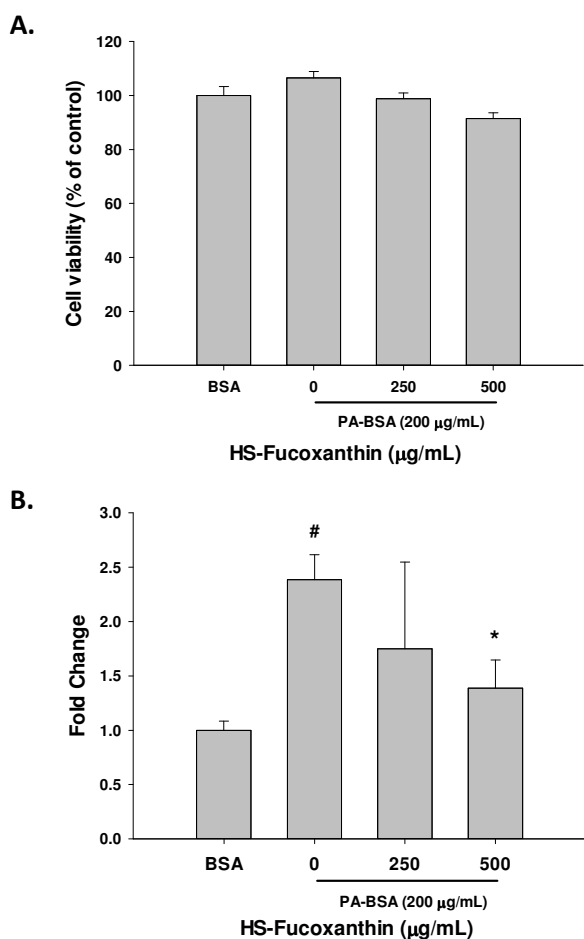 A.
Cell viability (% of control)
120
100
80
60
40
20
0
BSA 0 250 500
PA-BSA (200 μg/mL)
HS-Fucoxanthin (μg/mL)
B.
Fold Change
3.0
2.5
2.0
1.5
1.0
0.5
0.0
#
*
BSA 0 250 500
PA-BSA (200 μg/mL)
HS-Fucoxanthin (μg/mL)